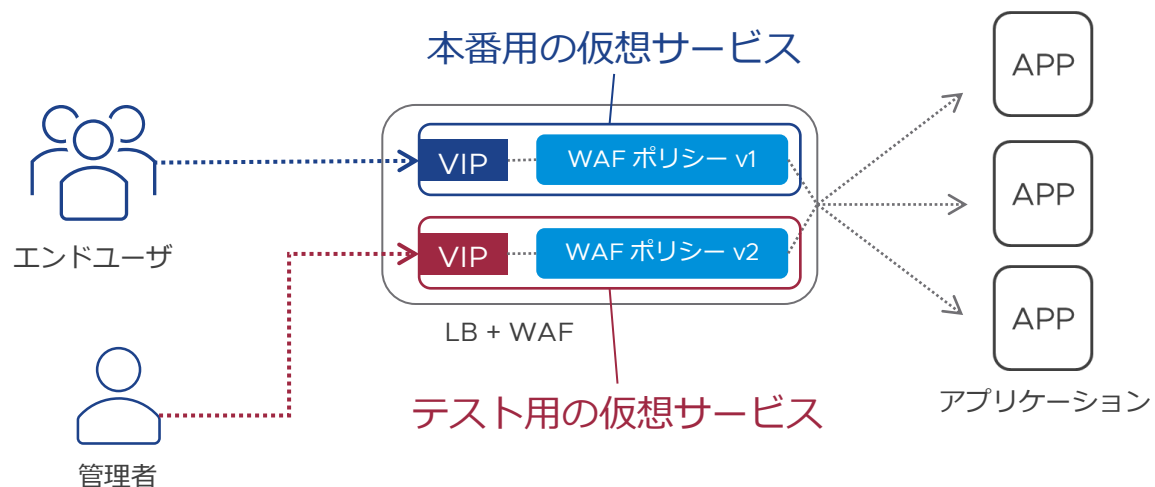 本番用の仮想サービス
APP
VIP
WAF ポリシー v1
APP
エンドユーザ
VIP
WAF ポリシー v2
LB + WAF
APP
テスト用の仮想サービス
アプリケーション
管理者